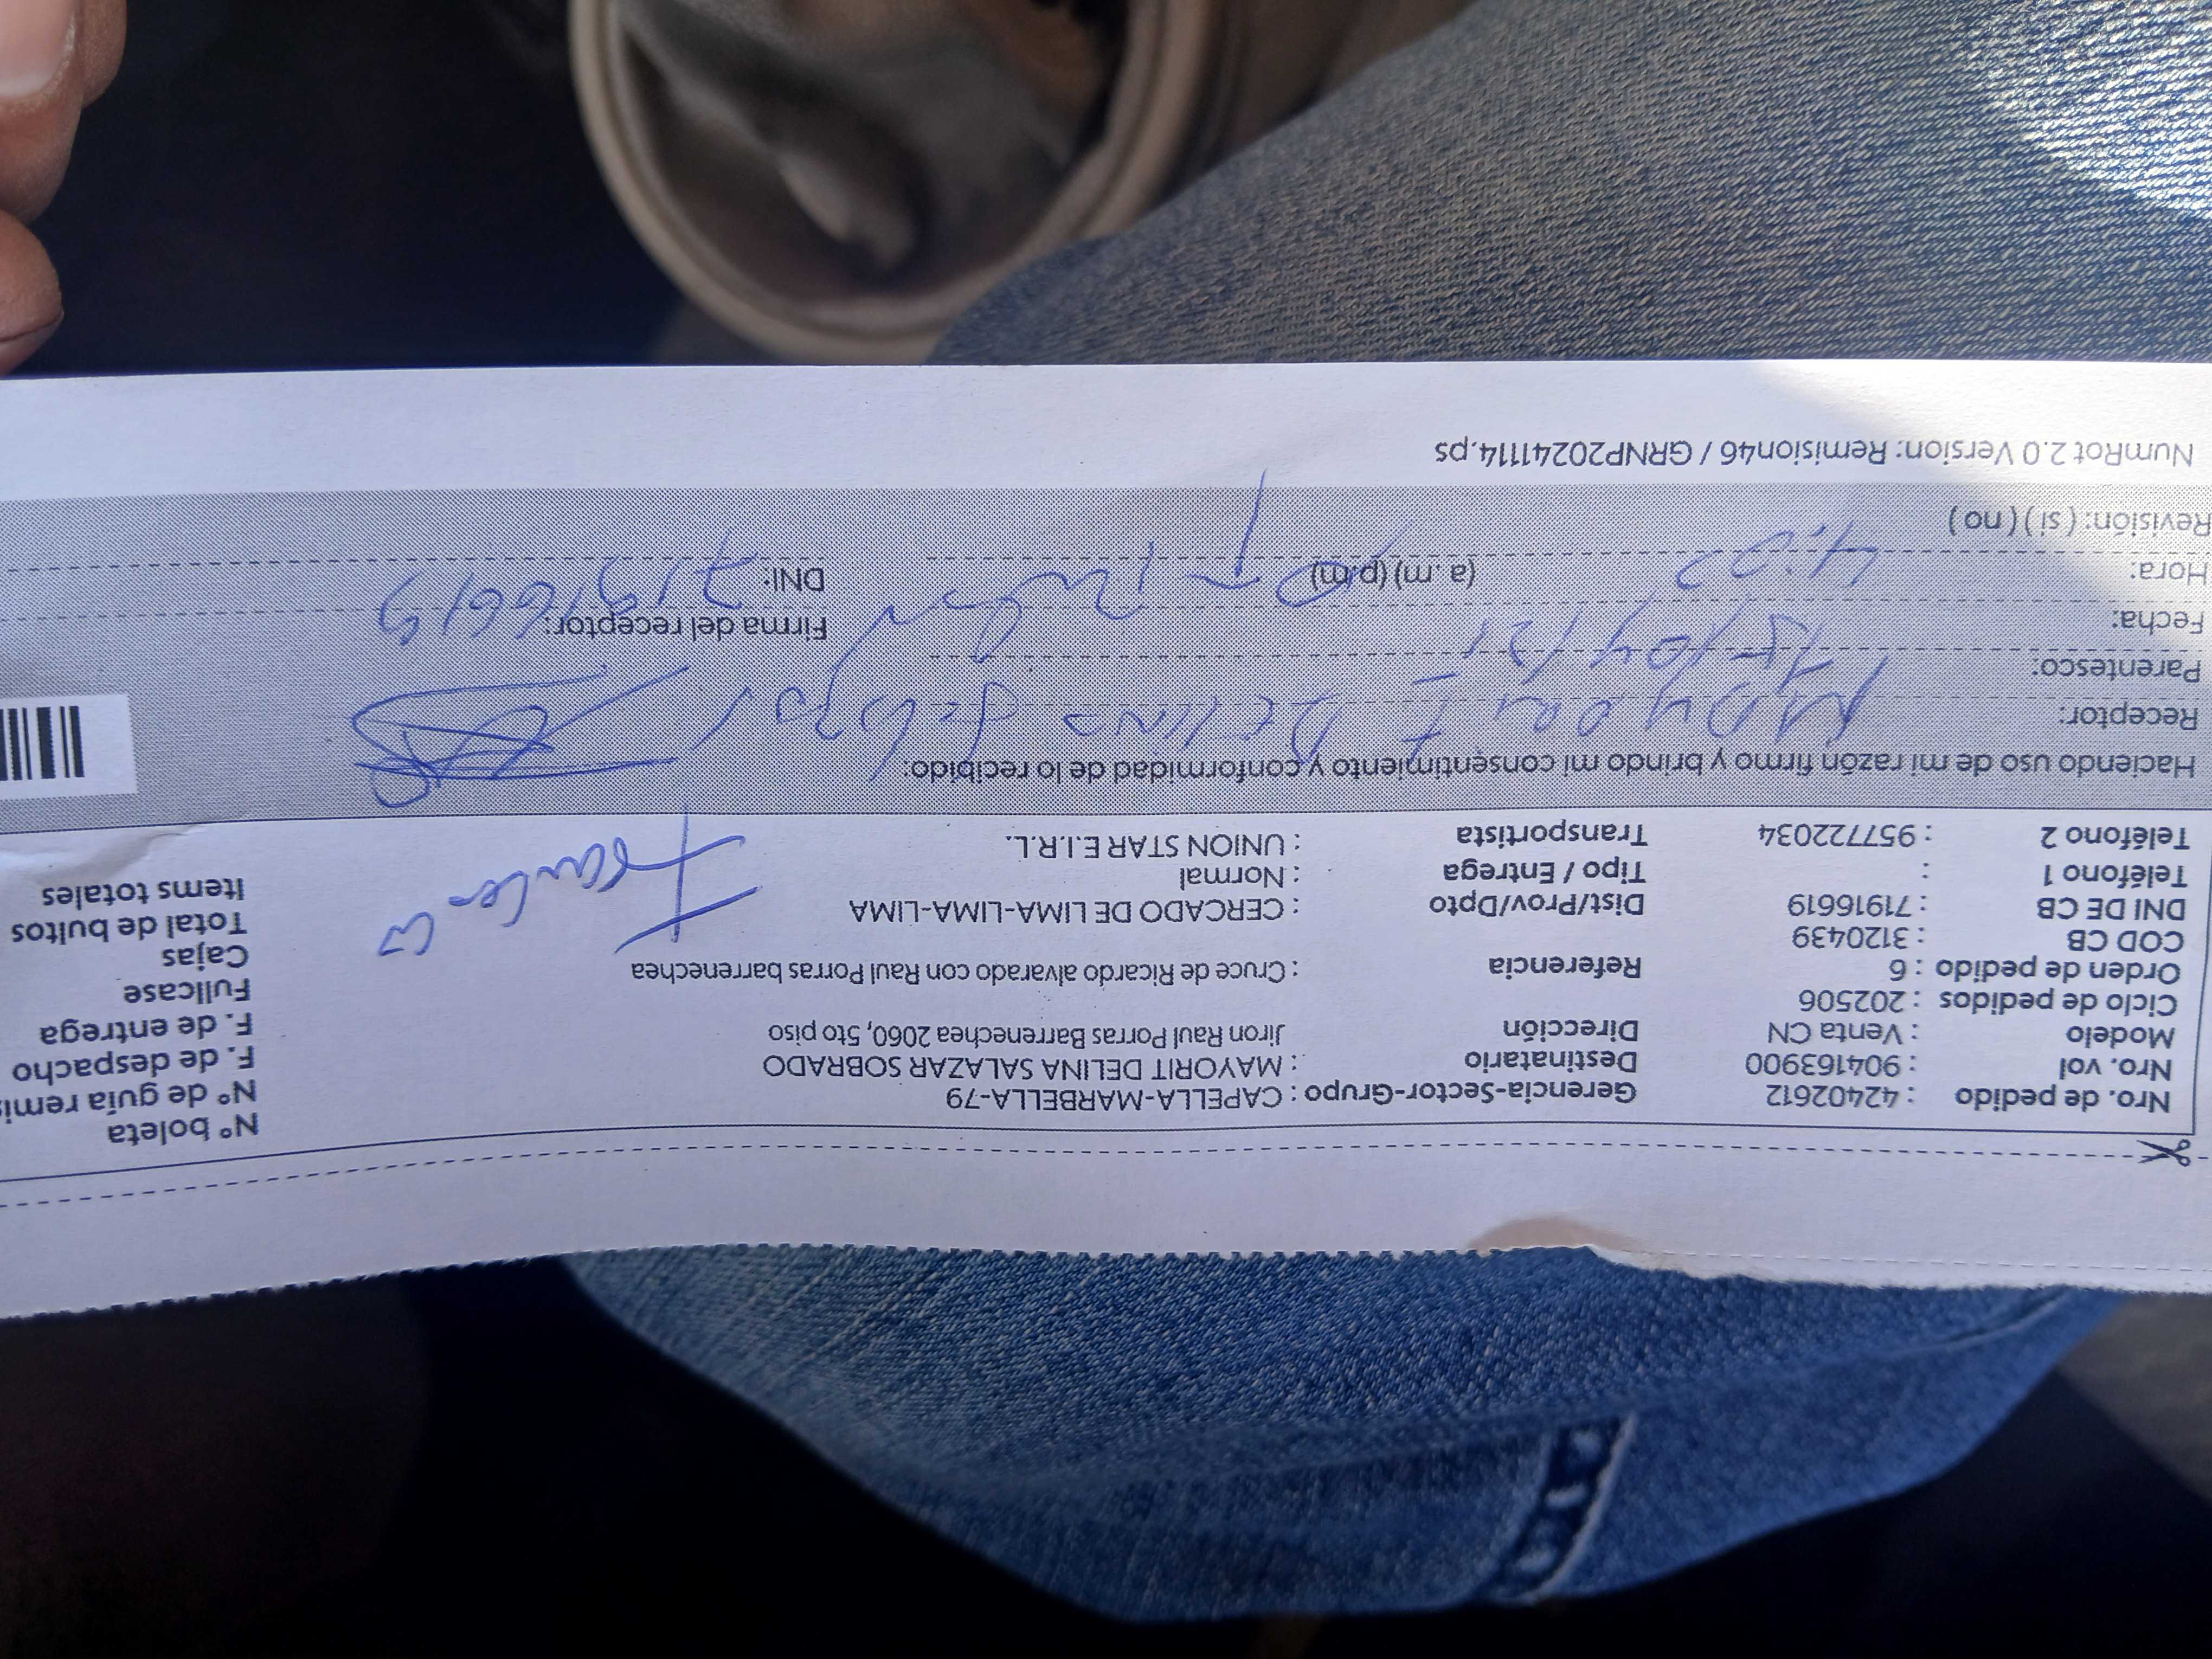 Nro. de pedido : 42402612 Gerencia-Sector-Grupo : CAPELLA-MARBELLA-79 N° boleta
Nro. vol : 904163900 Destinatario : MAYORIT DELINA SALAZAR SOBRADO N° de guía remis
Modelo : Venta CN Dirección Jiron Raul Porras Barrenechea 2060, 5to piso F. de despacho
Ciclo de pedidos : 202506 F. de entrega
Orden de pedido : 6 Referencia : Cruce de Ricardo alvarado con Raul Porras barrenechea Fullcase
COD CB : 3120439 Cajas
DNI DE CB : 71916619 Dist/Prov/Dpto : CERCADO DE LIMA-LIMA-LIMA Total de bultos
Teléfono 1 : Tipo / Entrega : Normal Items totales
Teléfono 2 : 957722034 Transportista : UNION STAR E.I.R.L.
Haciendo uso de mi razón firmo y brindo mi consentimiento y conformidad de lo recibido:
Receptor: Delina
Parentesco:
Fecha: Firma del receptor:
Hora: (a. m) (p.m) DNI: 71916619
Revisión: ( si ) ( no )
NumRot 2.0 Version: Remision46 / GRNP202411114.ps